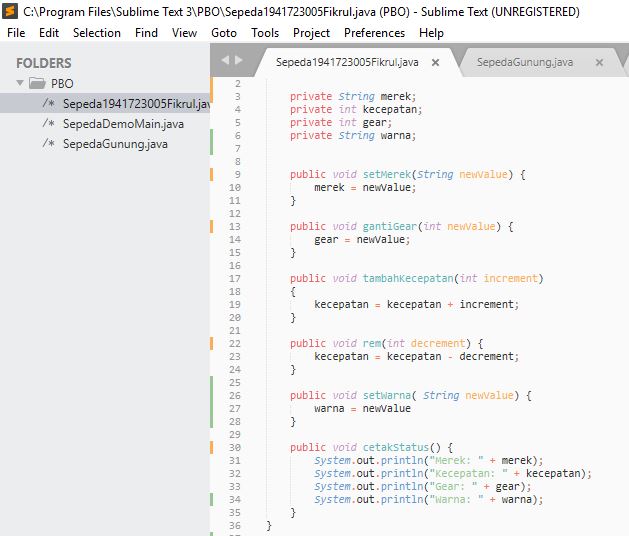 C:\Program Files\Sublime Text 3\PBO\Sepeda1941723005Fikrul.java (PBO) - Sublime Text (UNREGISTERED)
File Edit Selection Find View Goto Tools Project Preferences Help
FOLDERS
PBO
/* Sepeda1941723005Fikrul.jav
/* SepedaDemoMain.java
/* SepedaGunung.java
Sepeda1941723005Fikrul.java × SepedaGunung.java ×
2
3 private String merek;
4 private int kecepatan;
5 private int gear;
6 private String warna;
7
8
9 public void setMerek(String newValue) {
10 merek = newValue;
11 }
12
13 public void gantiGear(int newValue) {
14 gear = newValue;
15 }
16
17 public void tambahKecepatan(int increment)
18 {
19 kecepatan = kecepatan + increment;
20 }
21
22 public void rem(int decrement) {
23 kecepatan = kecepatan - decrement;
24 }
25
26 public void setWarna( String newValue) {
27 warna = newValue
28 }
29
30 public void cetakStatus() {
31 System.out.println("Merek: " + merek);
32 System.out.println("Kecepatan: " + kecepatan);
33 System.out.println("Gear: " + gear);
34 System.out.println("Warna: " + warna);
35 }
36 }